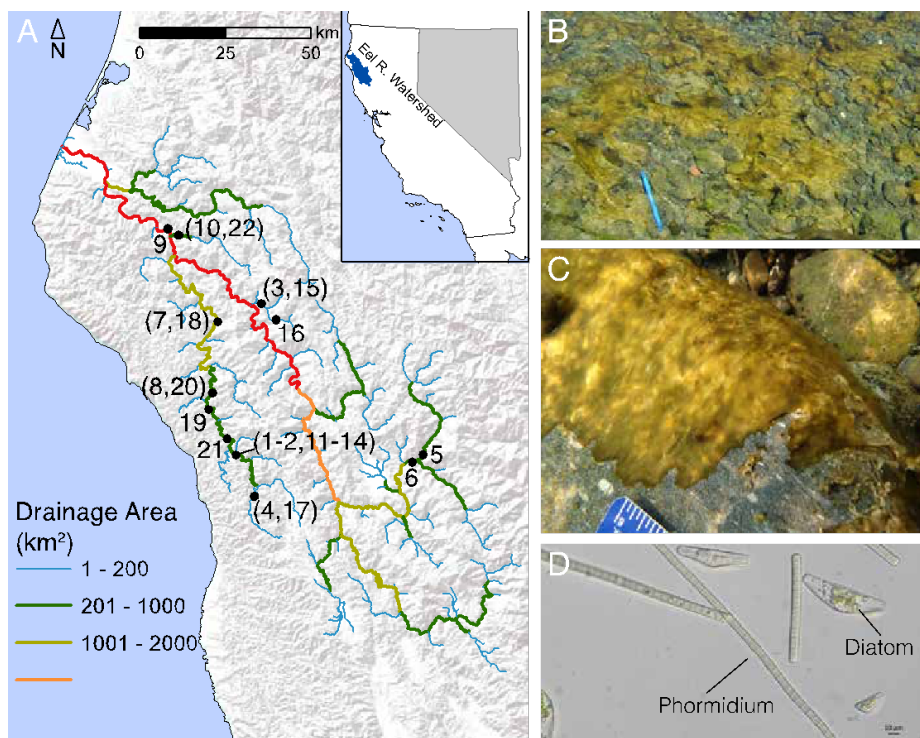 A
N
km
0 25 50
Eel R. Watershed
(10,22)
9
(3,15)
16
(7,18)
(8,20)
19
21
(1-2,11-14)
5
6
(4,17)
Drainage Area
(km²)
1 - 200
201 - 1000
1001 - 2000
B
C
D
Diatom
Phormidium